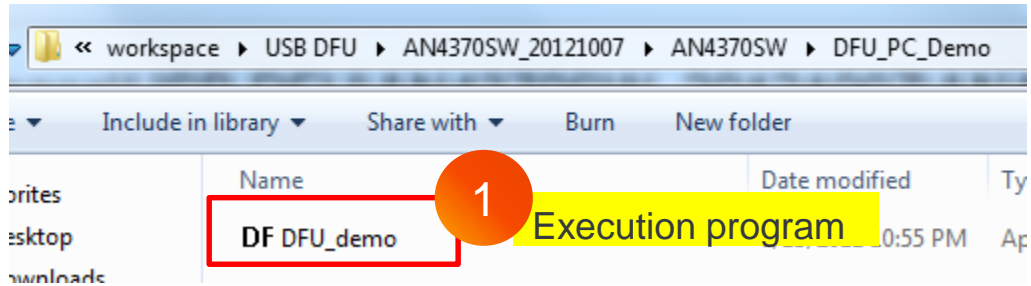 « workspace ▸ USB DFU ▸ AN4370SW_20121007 ▸ AN4370SW ▸ DFU_PC_Demo
Include in library Share with Burn New folder
Name Date modified
1
Execution program
DF DFU_demo 0:55 PM